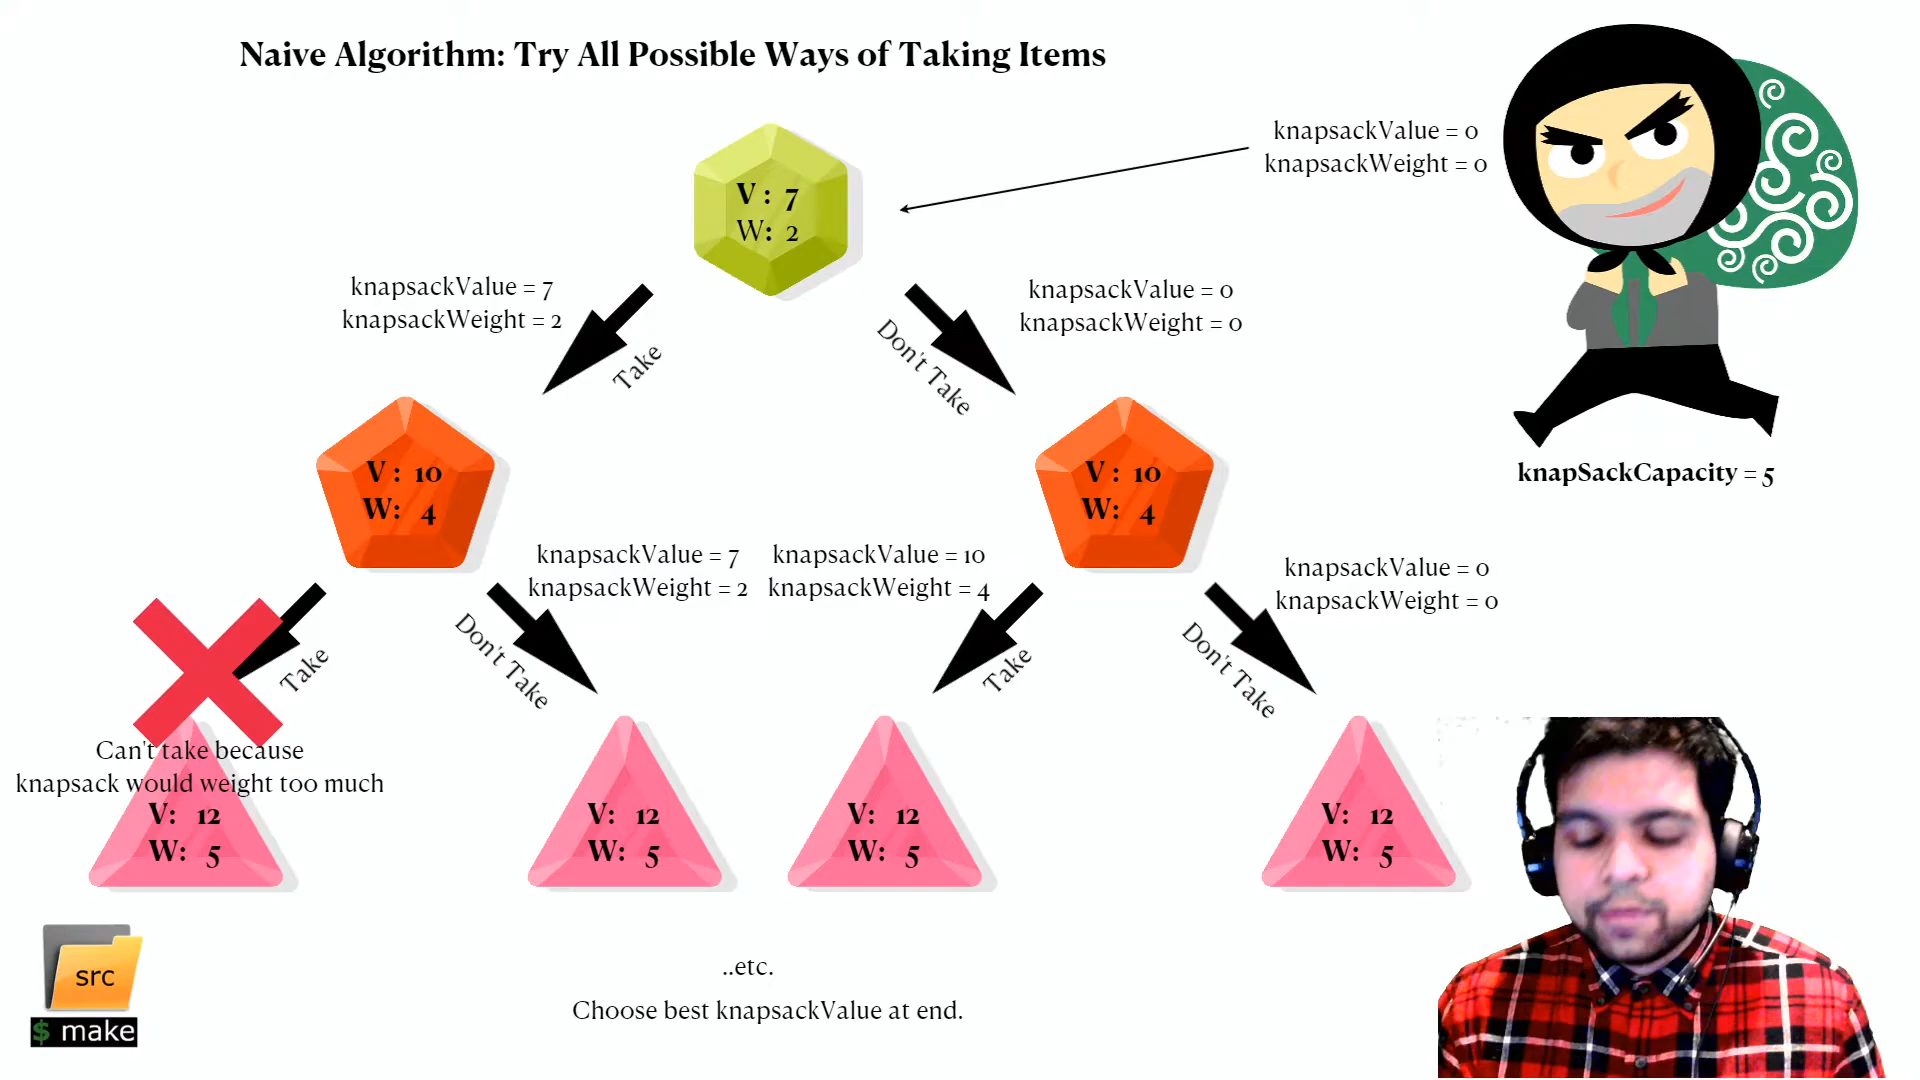 Naive Algorithm: Try All Possible Ways of Taking Items
knapsackValue = 0
knapsackWeight = 0
V : 7
W: 2
knapsackValue = 7
knapsackWeight = 2
Take
Don't Take
knapsackValue = 0
knapsackWeight = 0
knapSackCapacity = 5
V : 10
W: 4
V : 10
W: 4
knapsackValue = 7
knapsackWeight = 2
knapsackValue = 10
knapsackWeight = 4
knapsackValue = 0
knapsackWeight = 0
Take
Don't Take
Take
Don't Take
Can't take because
knapsack would weight too much
V: 12
W: 5
V: 12
W: 5
V: 12
W: 5
V: 12
W: 5
src
$ make
..etc.
Choose best knapsackValue at end.